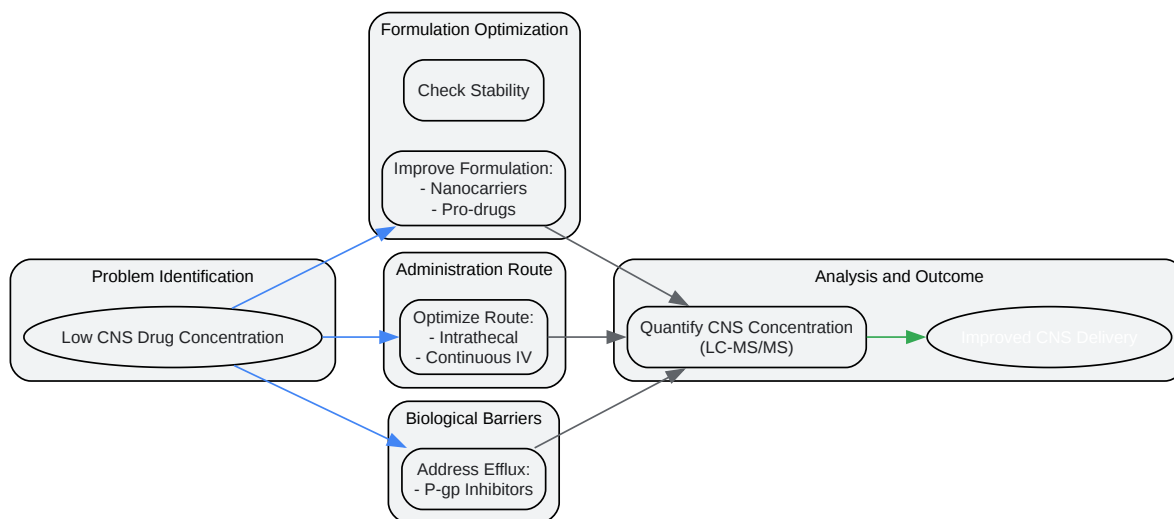 Formulation Optimization
Check Stability
Improve Formulation:
- Nanocarriers
- Pro-drugs
Problem Identification
Low CNS Drug Concentration
Administration Route
Optimize Route:
- Intrathecal
- Continuous IV
Analysis and Outcome
Quantify CNS Concentration
(LC-MS/MS)
Improved CNS Delivery
Biological Barriers
Address Efflux:
- P-gp Inhibitors